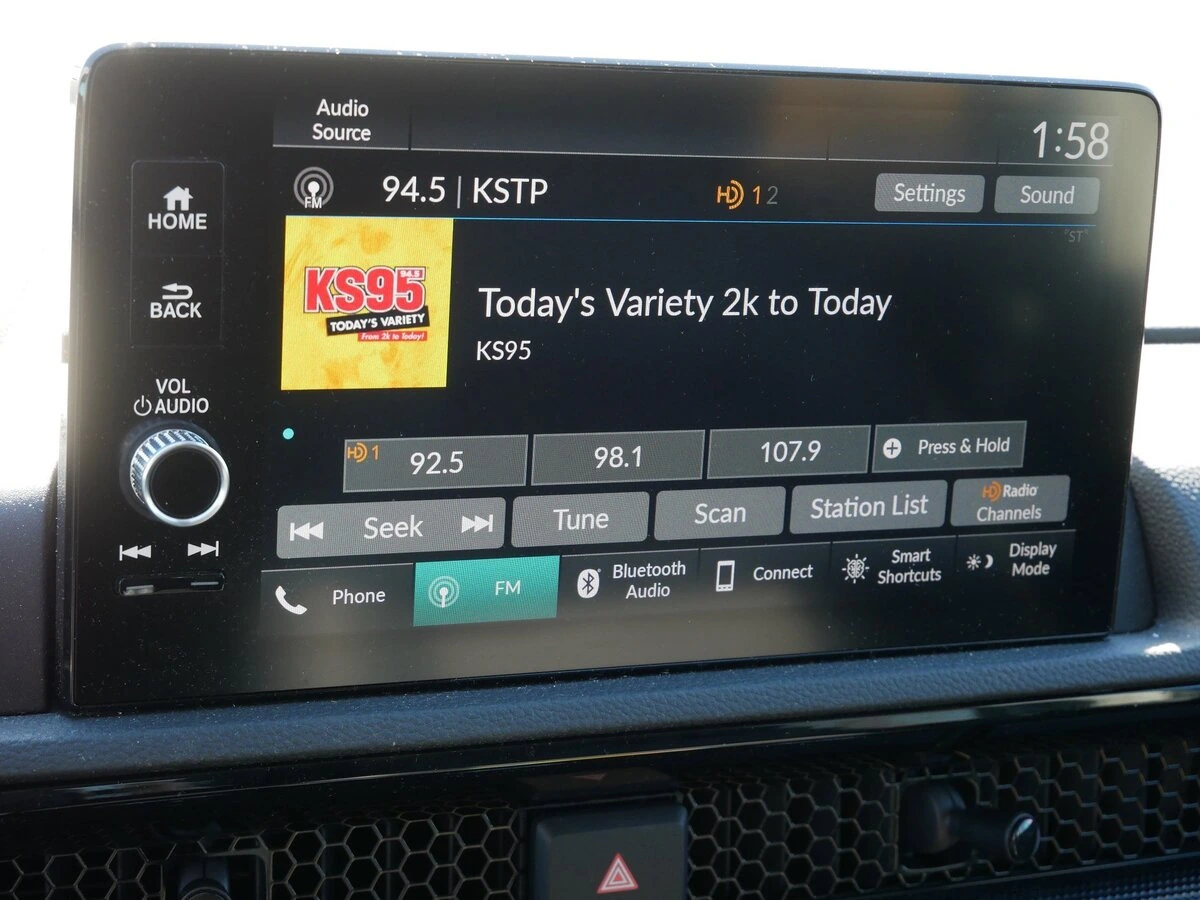 Audio
Source
1:58
HOME
BACK
VOL
AUDIO
FM
94.5 | KSTP
HD 1 2
Settings
Sound
"ST"
KS95
94.5
TODAY'S VARIETY
From 2k to Today!
Today's Variety 2k to Today
KS95
HD 1
92.5
98.1
107.9
Press & Hold
Seek
Tune
Scan
Station List
HD Radio
Channels
Phone
FM
Bluetooth
Audio
Connect
Smart
Shortcuts
Display
Mode